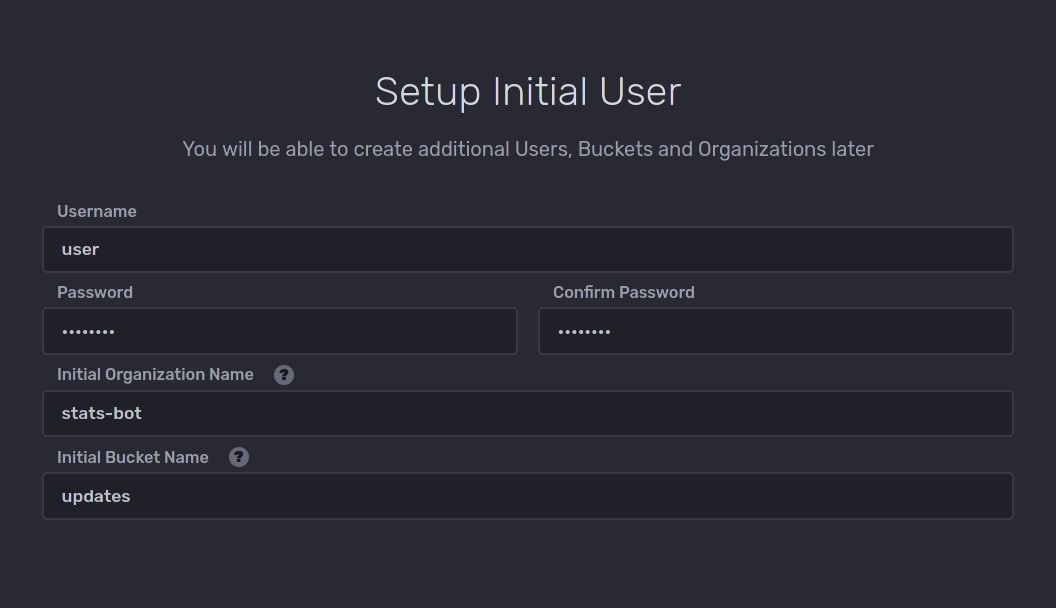 Setup Initial User
You will be able to create additional Users, Buckets and Organizations later
Username
user
Password
Confirm Password
••••••••
••••••••
Initial Organization Name ?
stats-bot
Initial Bucket Name ?
updates